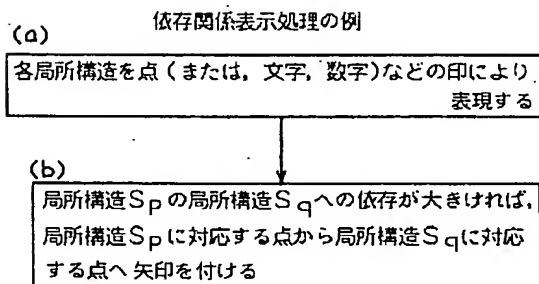 依存関係表示処理の例
(a)
各局所構造を点(または,文字,数字)などの印により
表現する
(b)
局所構造Spの局所構造Sqへの依存が大きければ,
局所構造Spに対応する点から局所構造Sqに対応
する点へ矢印を付ける